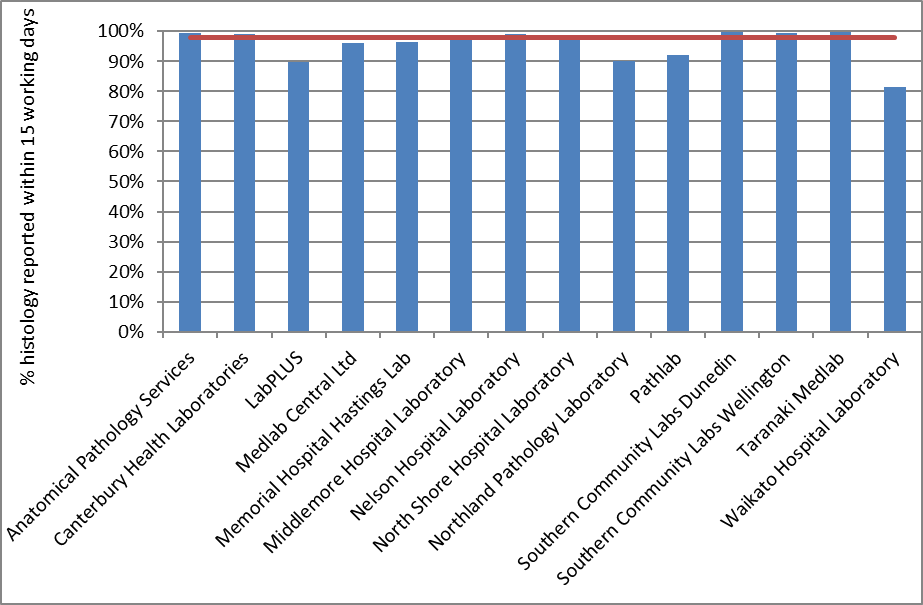 % histology reported within 15 working days
100%
90%
80%
70%
60%
50%
40%
30%
20%
10%
0%
Anatomical Pathology Services
Canterbury Health Laboratories
LabPLUS
Medlab Central Ltd
Memorial Hospital Hastings Lab
Middlemore Hospital Laboratory
Nelson Hospital Laboratory
North Shore Hospital Laboratory
Northland Pathology Laboratory
Pathlab
Southern Community Labs Dunedin
Southern Community Labs Wellington
Taranaki Medlab
Waikato Hospital Laboratory